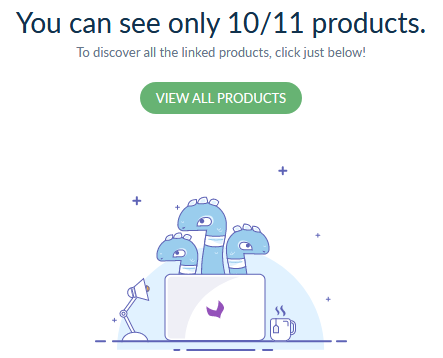 You can see only 10/11 products.
To discover all the linked products, click just below!
VIEW ALL PRODUCTS